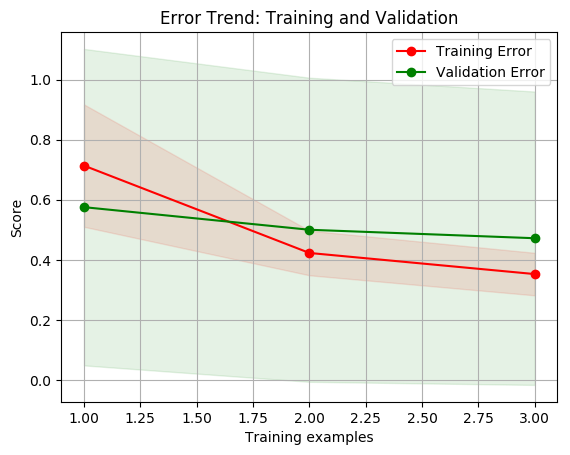 Error Trend: Training and Validation
Training Error
Validation Error
Score
1.0
0.8
0.6
0.4
0.2
0.0
1.00 1.25 1.50 1.75 2.00 2.25 2.50 2.75 3.00
Training examples